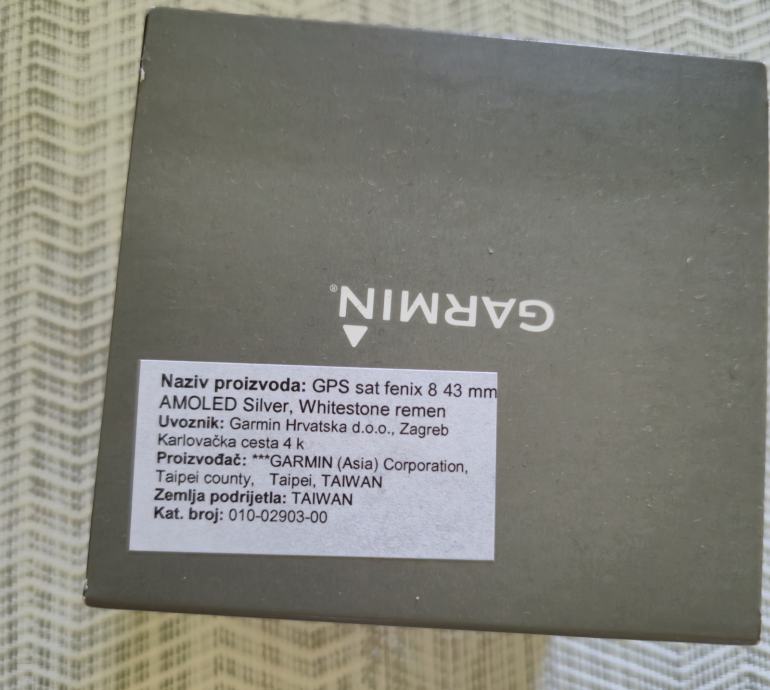 GARMIN®
Naziv proizvoda: GPS sat fenix 8 43 mm
AMOLED Silver, Whitestone remen
Uvoznik: Garmin Hrvatska d.o.o., Zagreb
Karlovačka cesta 4 k
Proizvođač: ***GARMIN (Asia) Corporation,
Taipei county, Taipei, TAIWAN
Zemlja podrijetla: TAIWAN
Kat. broj: 010-02903-00